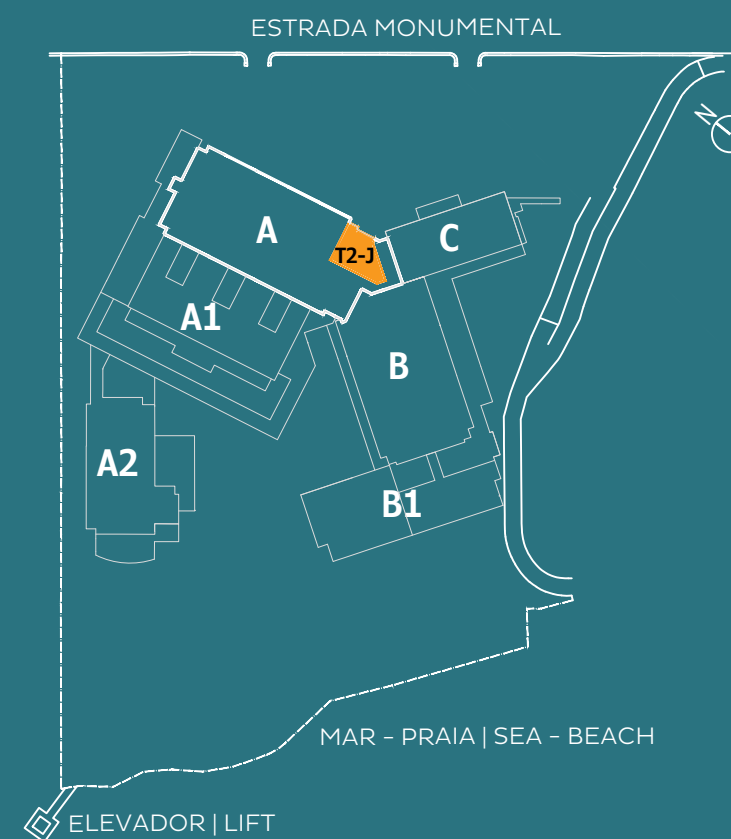 ESTRADA MONUMENTAL
N
A
C
T2-J
A1
B
A2
B1
MAR – PRAIA | SEA – BEACH
ELEVADOR | LIFT